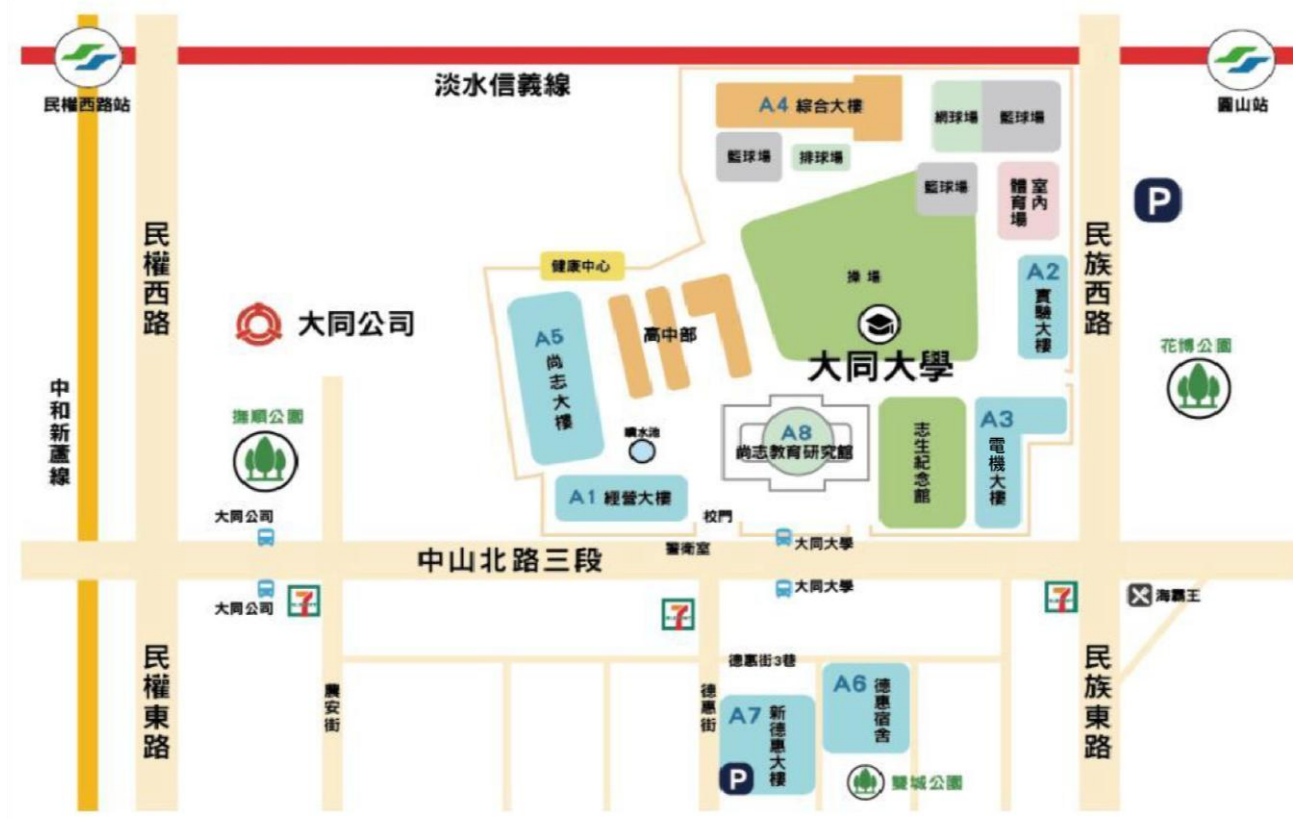 民權西路站
淡水信義線
圓山站
A4 綜合大樓
網球場
籃球場
籃球場
排球場
籃球場
室內
體育場
P
民權西路
民族西路
健康中心
操場
A2
實驗大樓
大同公司
A5
尚志大樓
高中部
大同大學
花博公園
中和新蘆線
撫順公園
噴水池
A8
尚志教育研究館
志生紀念館
A3
電機大樓
A1 經營大樓
大同公司
校門
警衛室
大同大學
中山北路三段
大同公司
大同大學
7
7
7
海霸王
民權東路
農安街
德惠街
德惠街3巷
A7
新德惠大樓
P
A6
德惠宿舍
雙城公園
民族東路